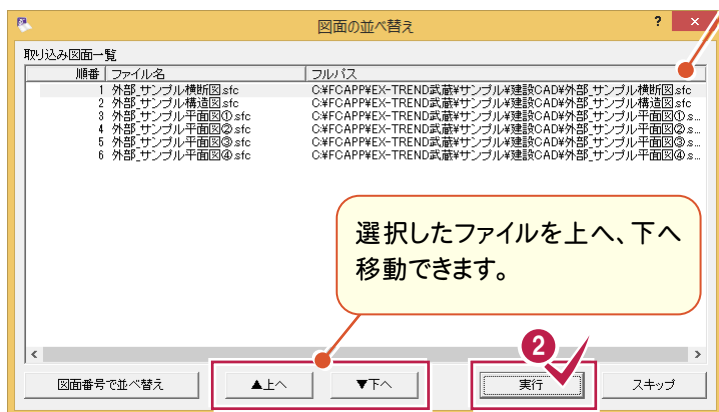 図面の並べ替え ? ×
取り込み図面一覧
順番 ファイル名 フルパス
1 外部_サンプル横断図.sfc C:¥FCAPP¥EX-TREND武蔵¥サンプル¥建設CAD¥外部_サンプル横断図.sfc
2 外部_サンプル構造図.sfc C:¥FCAPP¥EX-TREND武蔵¥サンプル¥建設CAD¥外部_サンプル構造図.sfc
3 外部_サンプル平面図①.sfc C:¥FCAPP¥EX-TREND武蔵¥サンプル¥建設CAD¥外部_サンプル平面図①.s...
4 外部_サンプル平面図②.sfc C:¥FCAPP¥EX-TREND武蔵¥サンプル¥建設CAD¥外部_サンプル平面図②.s...
5 外部_サンプル平面図③.sfc C:¥FCAPP¥EX-TREND武蔵¥サンプル¥建設CAD¥外部_サンプル平面図③.s...
6 外部_サンプル平面図④.sfc C:¥FCAPP¥EX-TREND武蔵¥サンプル¥建設CAD¥外部_サンプル平面図④.s...
選択したファイルを上へ、下へ
移動できます。
2
図面番号で並べ替え ▲上へ ▼下へ 実行 スキップ